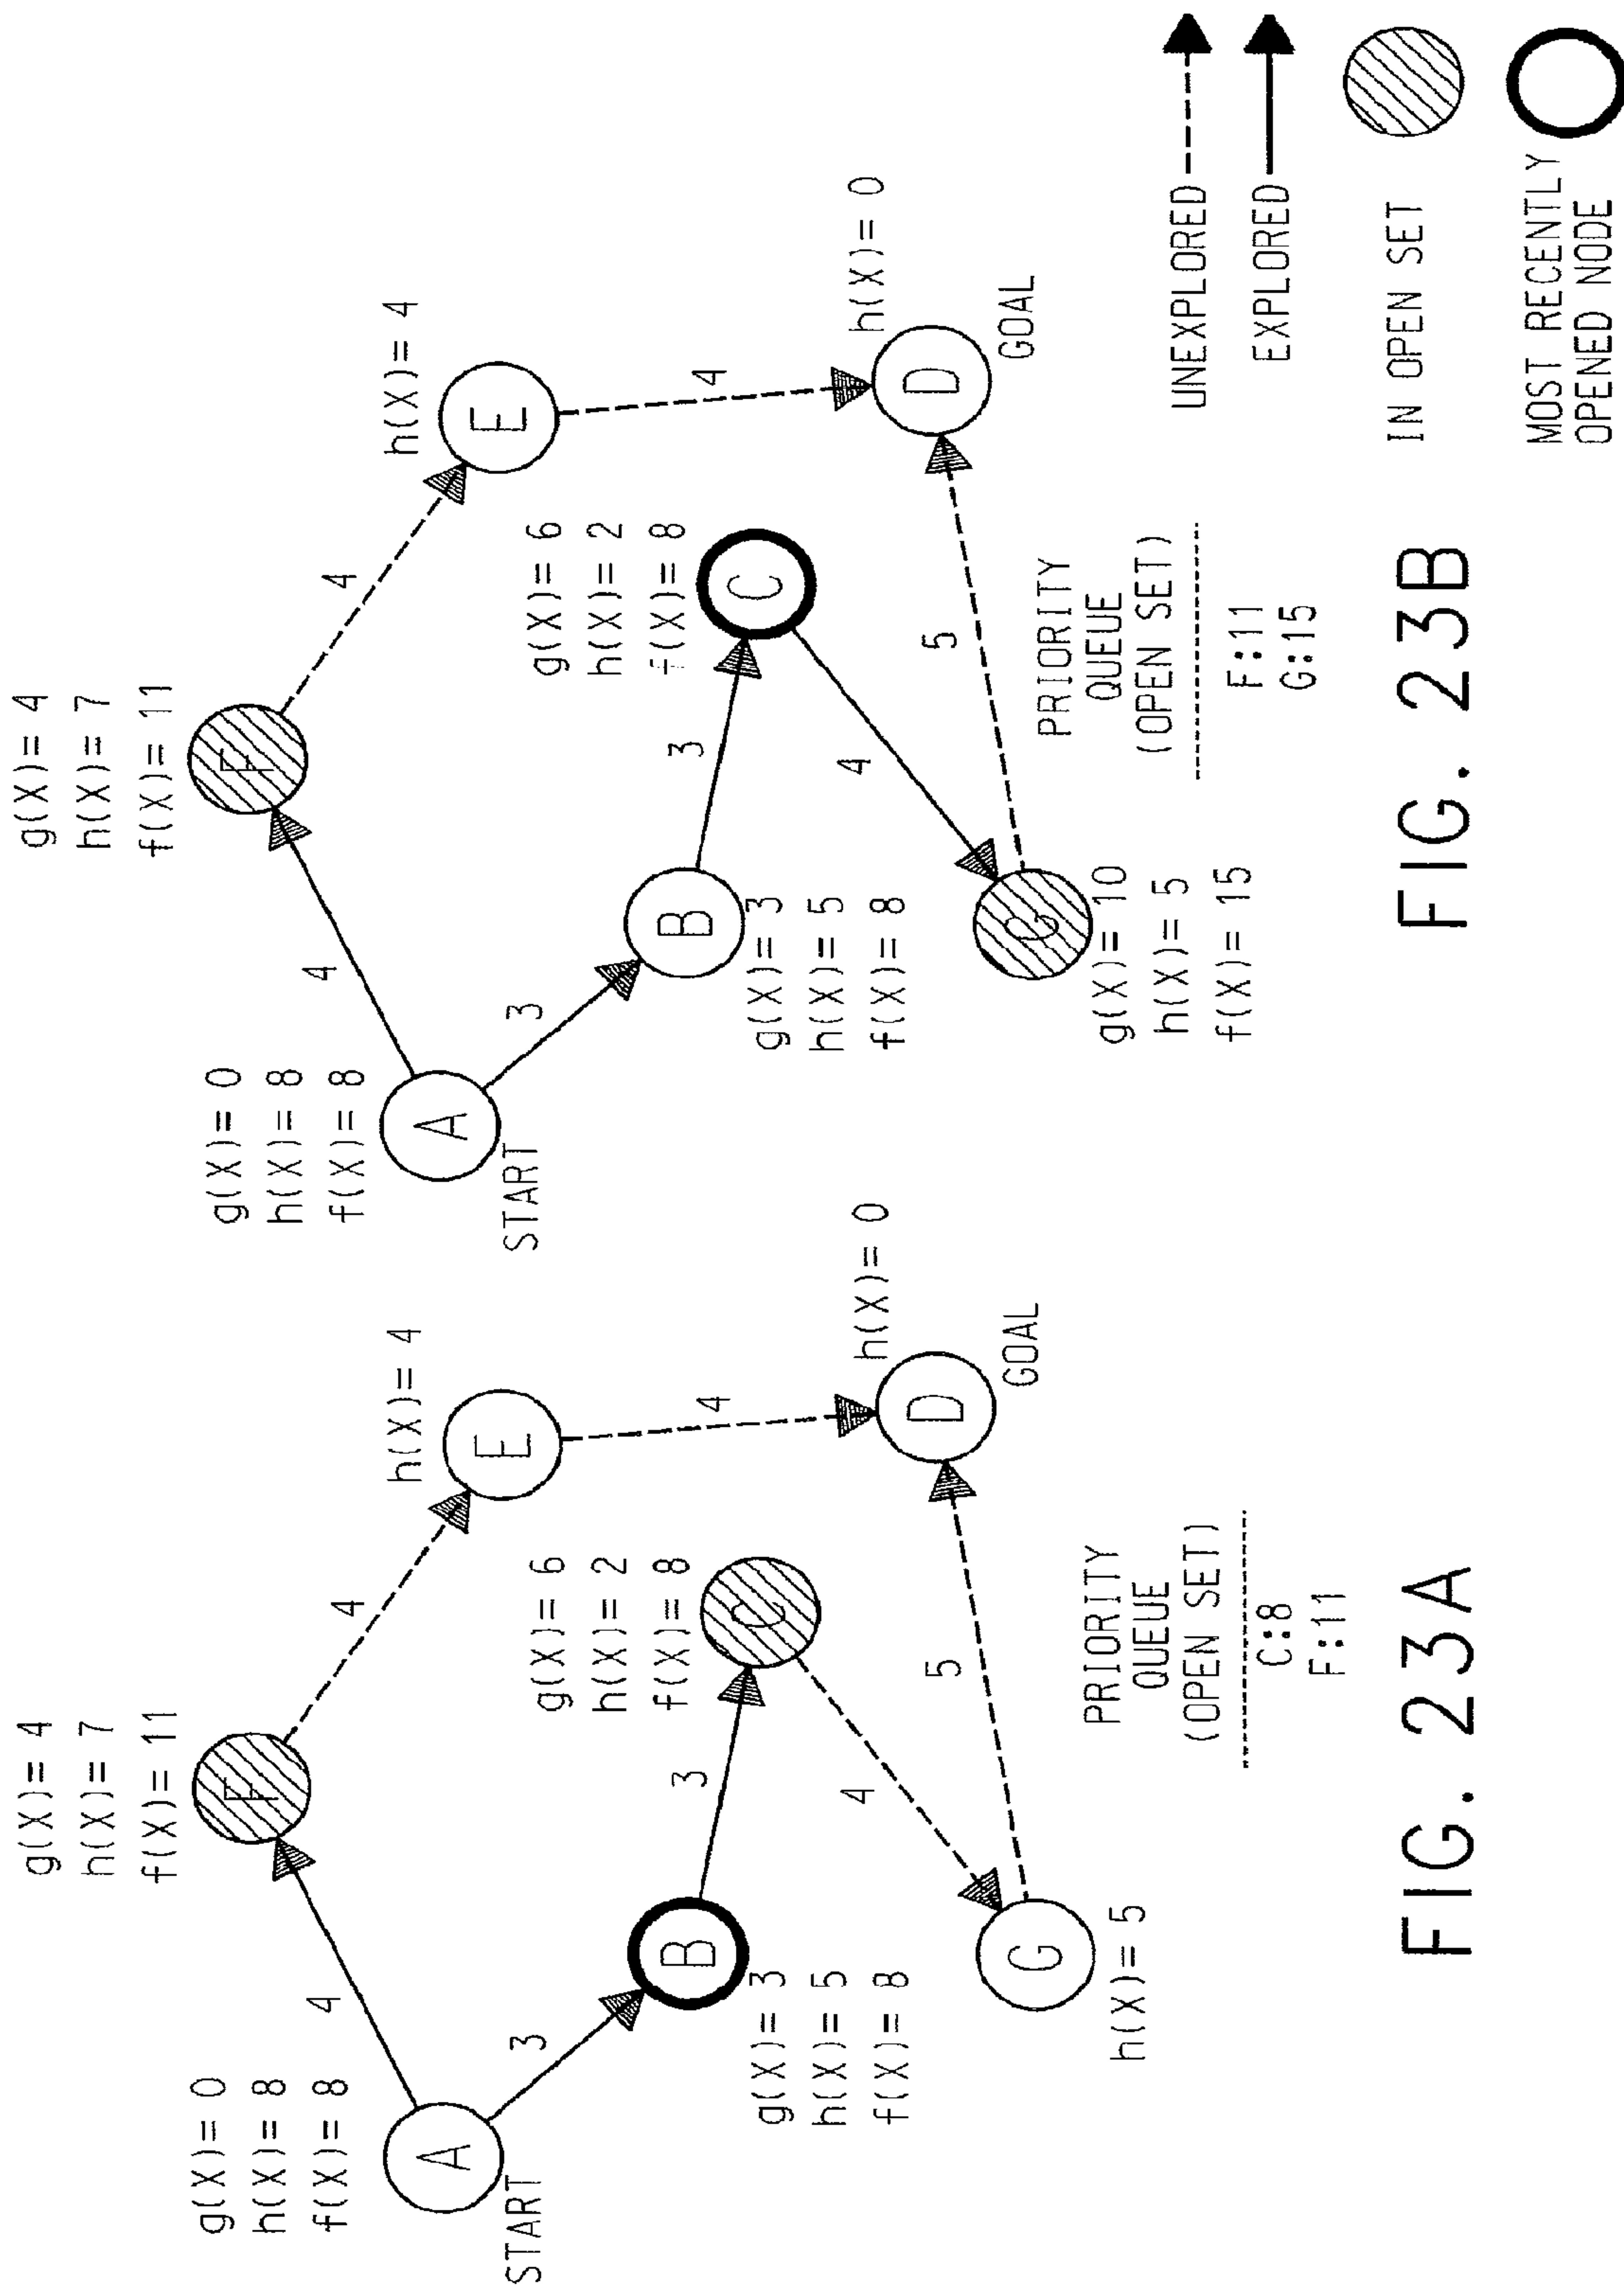 g(X)= 0
h(X)= 8
f(X)= 8
A
START
4
3
g(X)= 4
h(X)= 7
f(X)= 11
F
4
h(X)= 4
E
4
B
g(X)= 3
h(X)= 5
f(X)= 8
3
g(X)= 6
h(X)= 2
f(X)= 8
C
4
G
h(X)= 5
5
h(X)= 0
D
GOAL
PRIORITY
QUEUE
(OPEN SET)
C:8
F:11
FIG. 23A
g(X)= 0
h(X)= 8
f(X)= 8
A
START
4
3
g(X)= 4
h(X)= 7
f(X)= 11
F
4
h(X)= 4
E
4
B
g(X)= 3
h(X)= 5
f(X)= 8
3
g(X)= 6
h(X)= 2
f(X)= 8
C
4
G
g(X)= 10
h(X)= 5
f(X)= 15
5
h(X)= 0
D
GOAL
PRIORITY
QUEUE
(OPEN SET)
F:11
G:15
FIG. 23B
UNEXPLORED
EXPLORED
IN OPEN SET
MOST RECENTLY
OPENED NODE